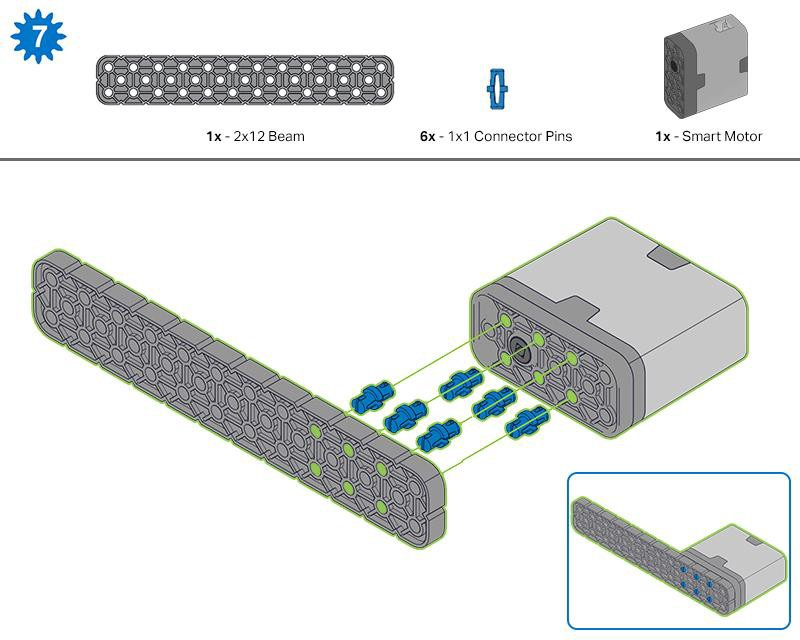 7
1x - 2x12 Beam
6x - 1x1 Connector Pins
1x - Smart Motor